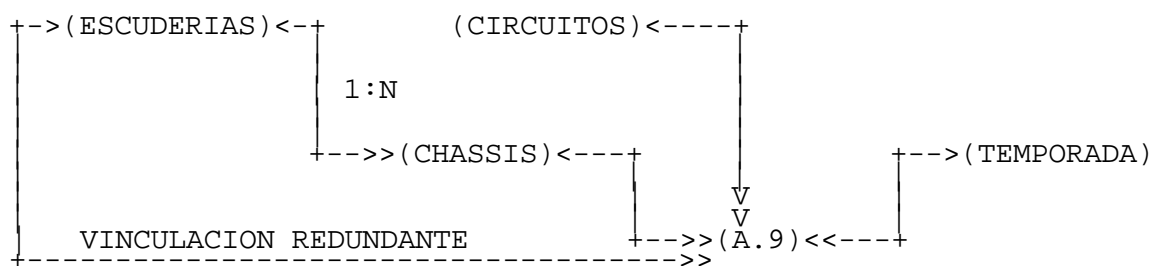 +->(ESCUDERIAS)<-+ (CIRCUITOS)<----+
1:N
+-->>(CHASSIS)<---+ +-->(TEMPORADA)
V
V
VINCULACION REDUNDANTE +-->>(A.9)<<---+
+------------------------------------->>